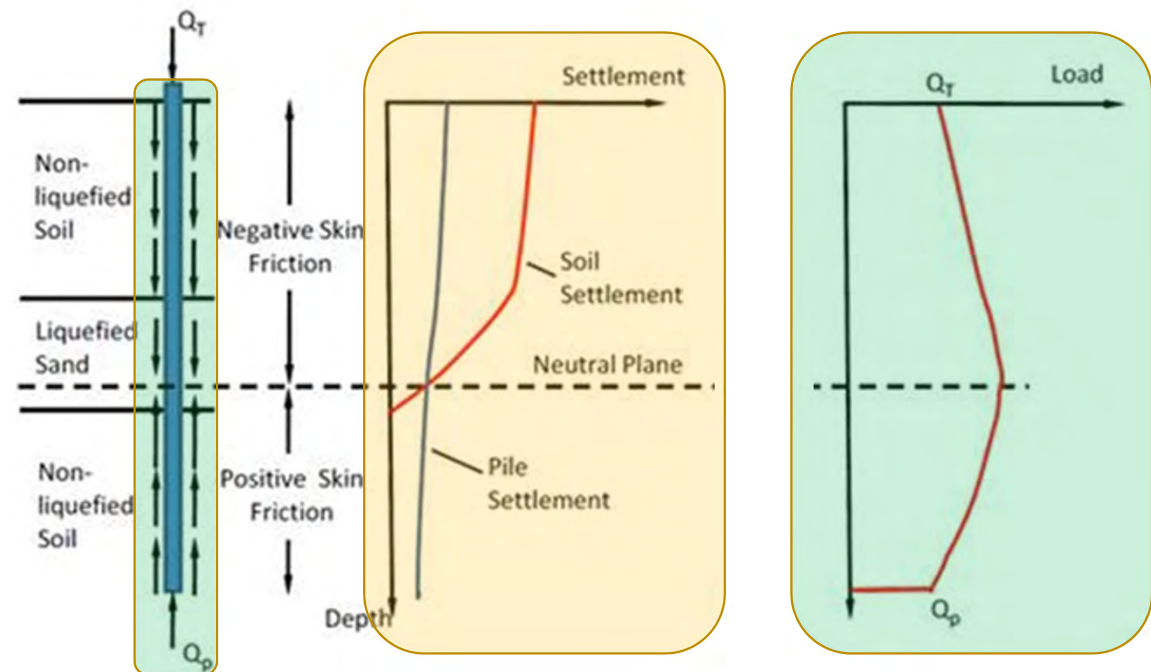 Q_T
Non-
liquefied
Soil
Liquefied
Sand
Non-
liquefied
Soil
Q_p
Negative Skin
Friction
Positive Skin
Friction
Settlement
Soil
Settlement
Neutral Plane
Pile
Settlement
Depth
Q_T
Load
Q_p